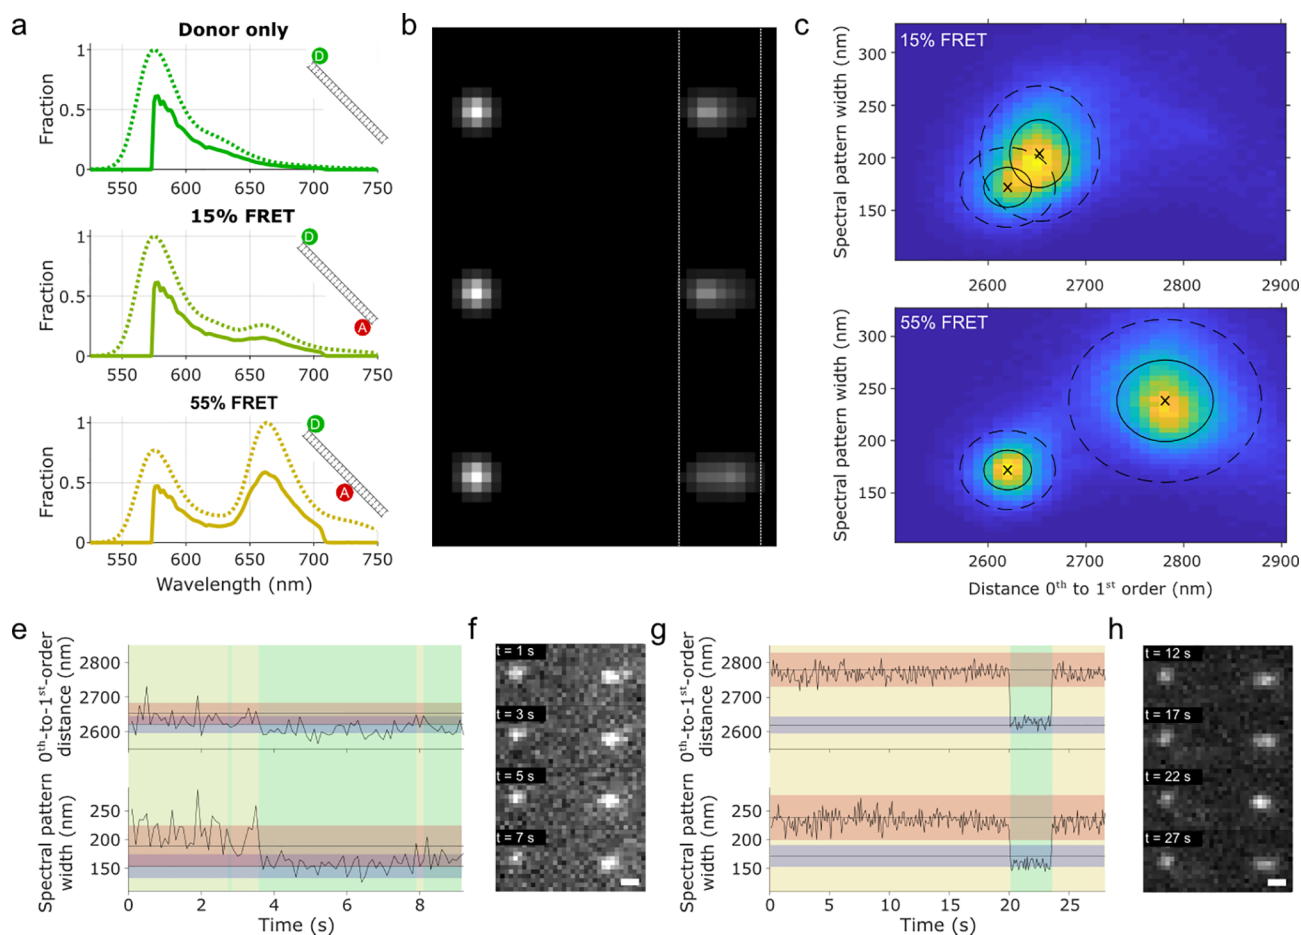 a
Donor only
D
Fraction
1
0.5
0
550
600
650
700
750
15% FRET
D
A
Fraction
1
0.5
0
550
600
650
700
750
55% FRET
D
A
Fraction
1
0.5
0
550
600
650
700
750
Wavelength (nm)
b
c
15% FRET
Spectral pattern width (nm)
300
250
200
150
2600
2700
2800
2900
55% FRET
Spectral pattern width (nm)
300
250
200
150
2600
2700
2800
2900
Distance 0th to 1st order (nm)
e
0th-to-1st-order
distance (nm)
2800
2700
2600
Spectral pattern
width (nm)
250
200
150
0
2
4
6
8
Time (s)
f
t = 1 s
t = 3 s
t = 5 s
t = 7 s
g
0th-to-1st-order
distance (nm)
2800
2700
2600
Spectral pattern
width (nm)
250
200
150
0
5
10
15
20
25
Time (s)
h
t = 12 s
t = 17 s
t = 22 s
t = 27 s